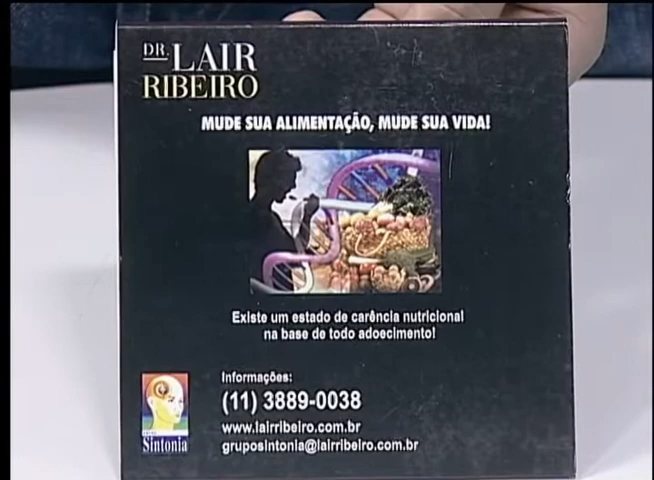 DR. LAIR
RIBEIRO
MUDE SUA ALIMENTAÇÃO, MUDE SUA VIDA!
Existe um estado de carência nutricional
na base de todo adoecimento!
Informações:
(11) 3889-0038
www.lairribeiro.com.br
gruposintonia@lairribeiro.com.br
Sintonia